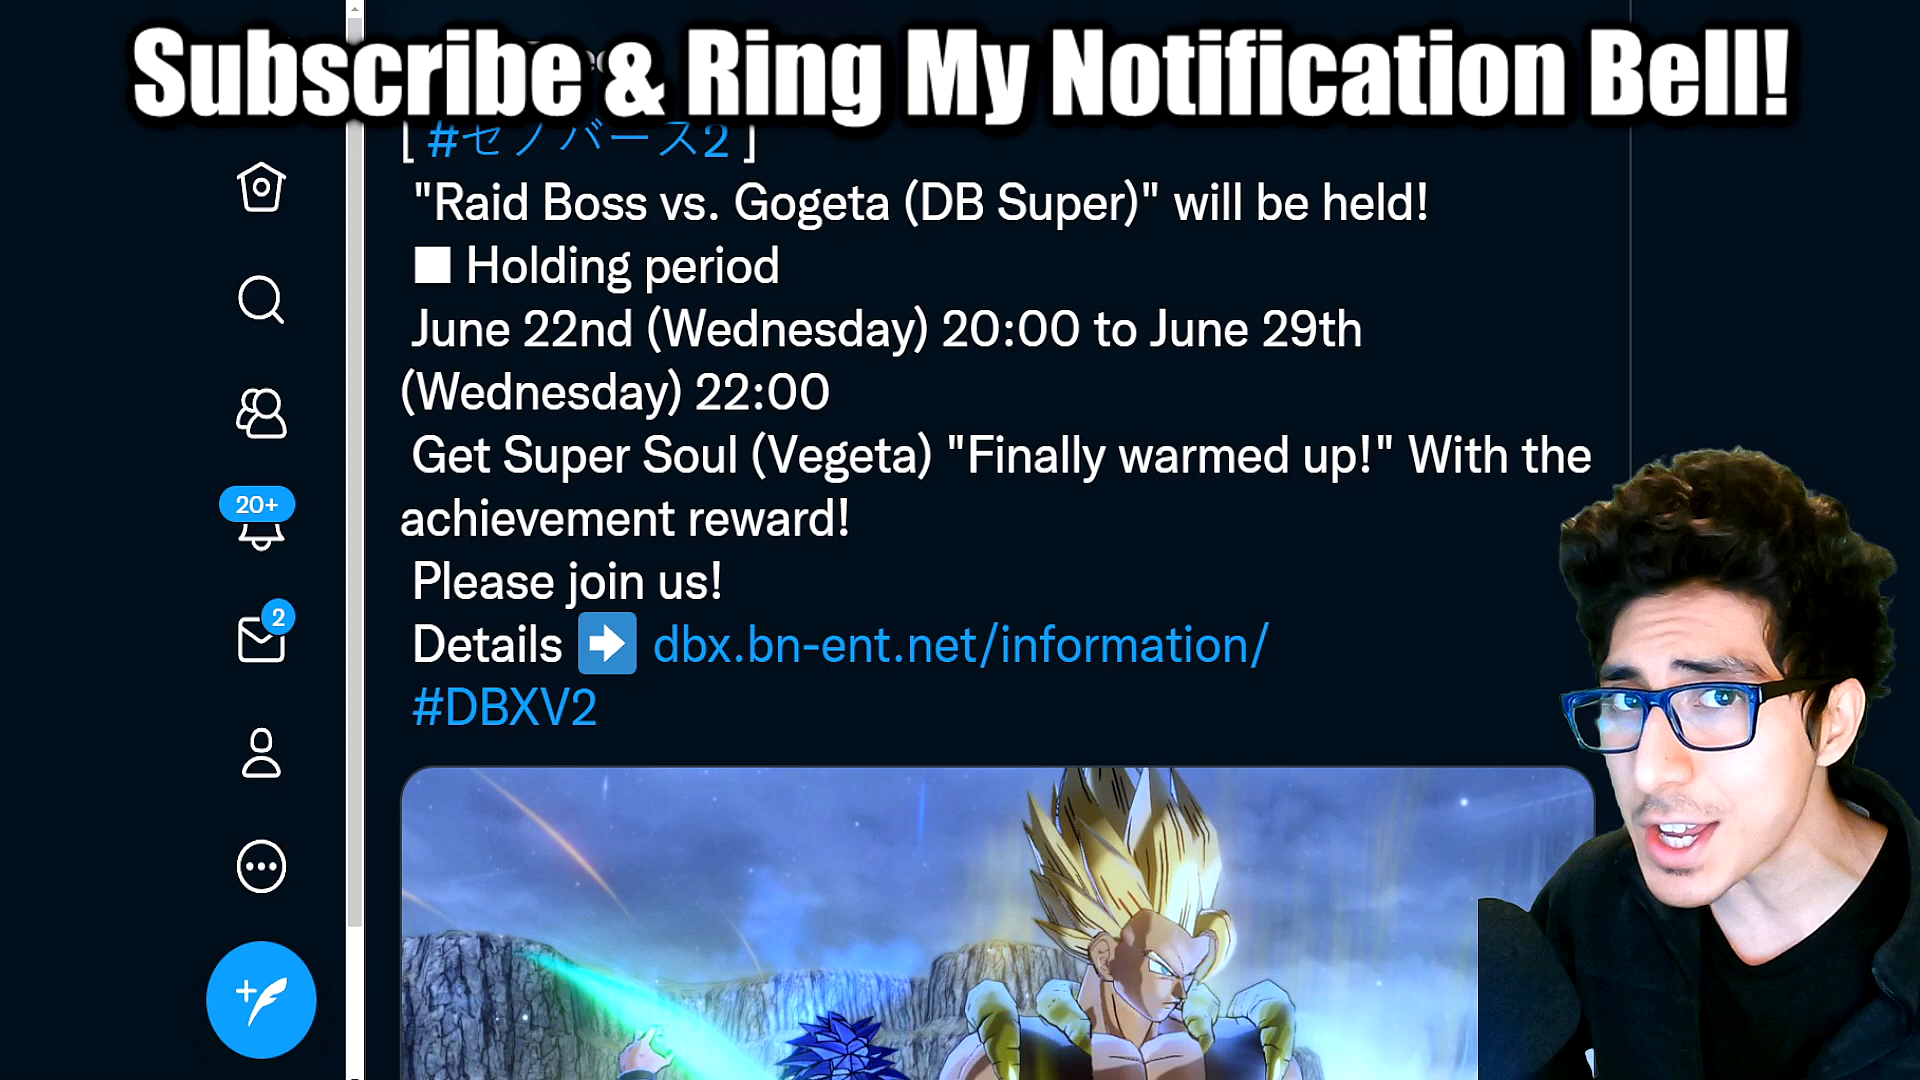 Subscribe & Ring My Notification Bell!
[ #ゼノバース2 ]
"Raid Boss vs. Gogeta (DB Super)" will be held!
■ Holding period
June 22nd (Wednesday) 20:00 to June 29th
(Wednesday) 22:00
Get Super Soul (Vegeta) "Finally warmed up!" With the
achievement reward!
Please join us!
Details ➡ dbx.bn-ent.net/information/
#DBXV2
20+
2